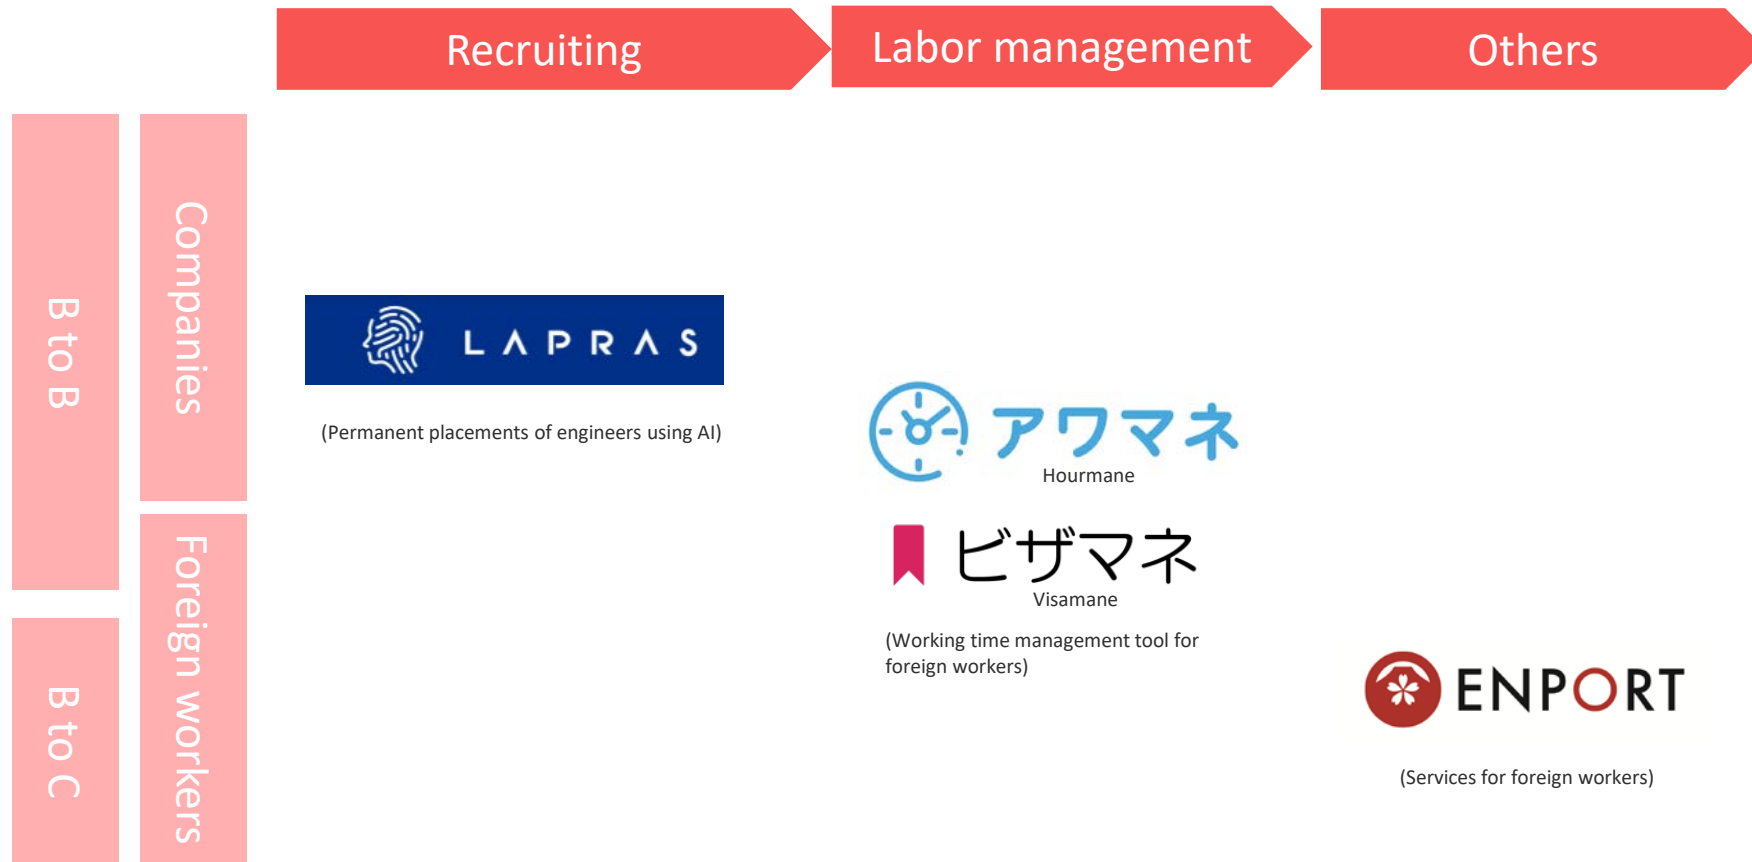 Recruiting
Labor management
Others
B to B
Companies
LAPRAS
(Permanent placements of engineers using AI)
アワマネ
Hourmane
ビザマネ
Visamane
(Working time management tool for
foreign workers)
B to C
Foreign workers
ENPORT
(Services for foreign workers)